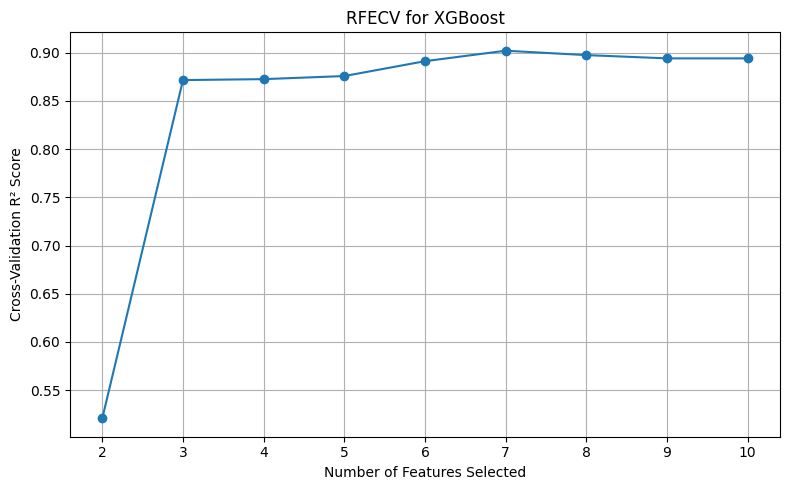 RFECV for XGBoost
Cross-Validation R² Score
0.90
0.85
0.80
0.75
0.70
0.65
0.60
0.55
2 3 4 5 6 7 8 9 10
Number of Features Selected